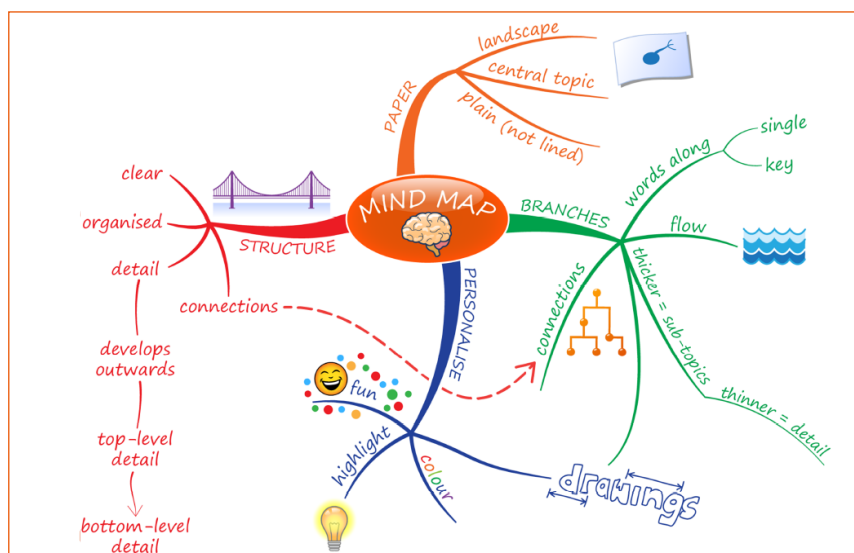 MIND MAP
PAPER
landscape
central topic
plain (not lined)
BRANCHES
words along
single
key
flow
connections
thicker = sub-topics
thinner = detail
PERSONALISE
fun
highlight
colour
drawings
STRUCTURE
clear
organised
detail
develops
outwards
top-level
detail
bottom-level
detail
connections